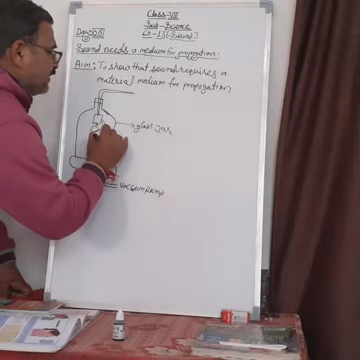 Class-VIII
Sub-Science
Ch-13 [Sound]
Sound needs a medium for propagation:
Aim: To show that sound requires a
material medium for propagation
glass jar
vacuum pump